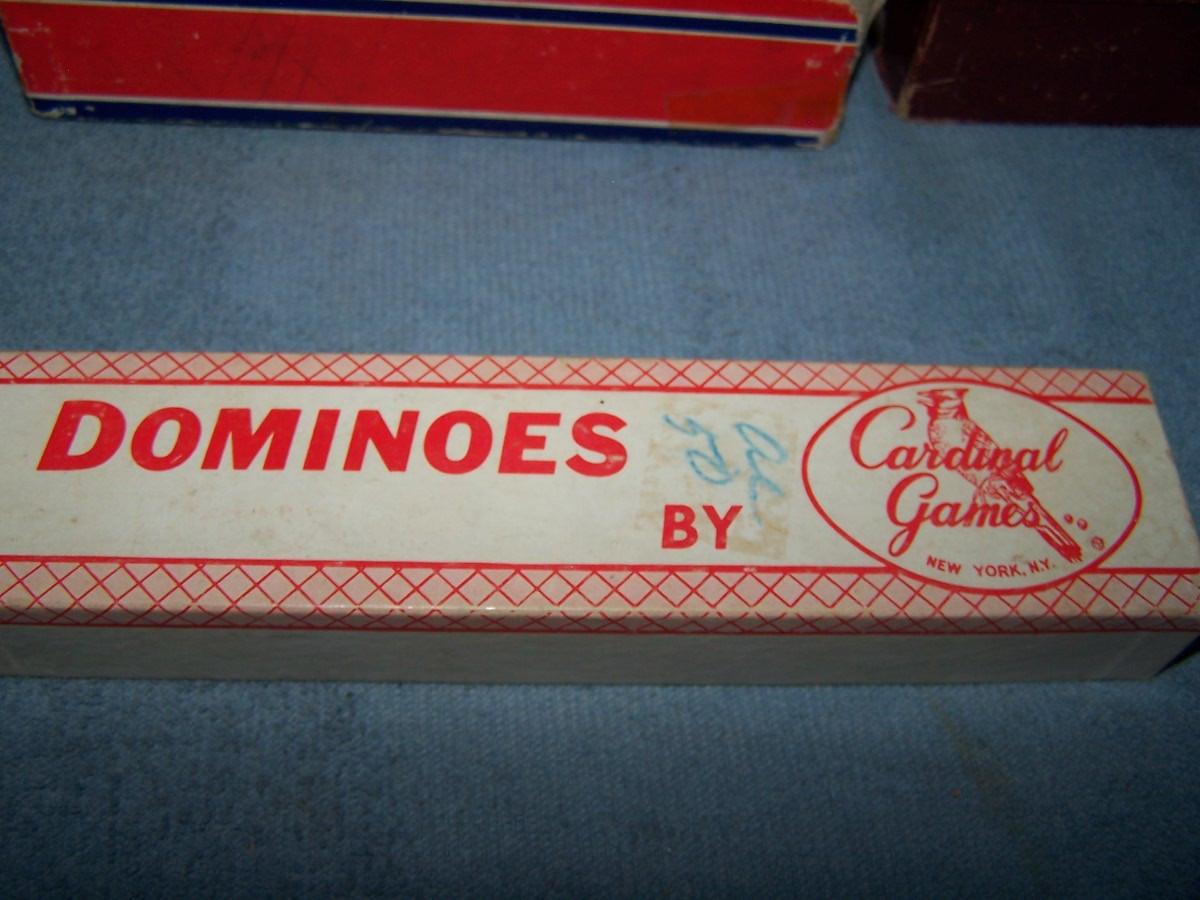 DOMINOES
BY
Cardinal
Games
NEW YORK, N.Y.